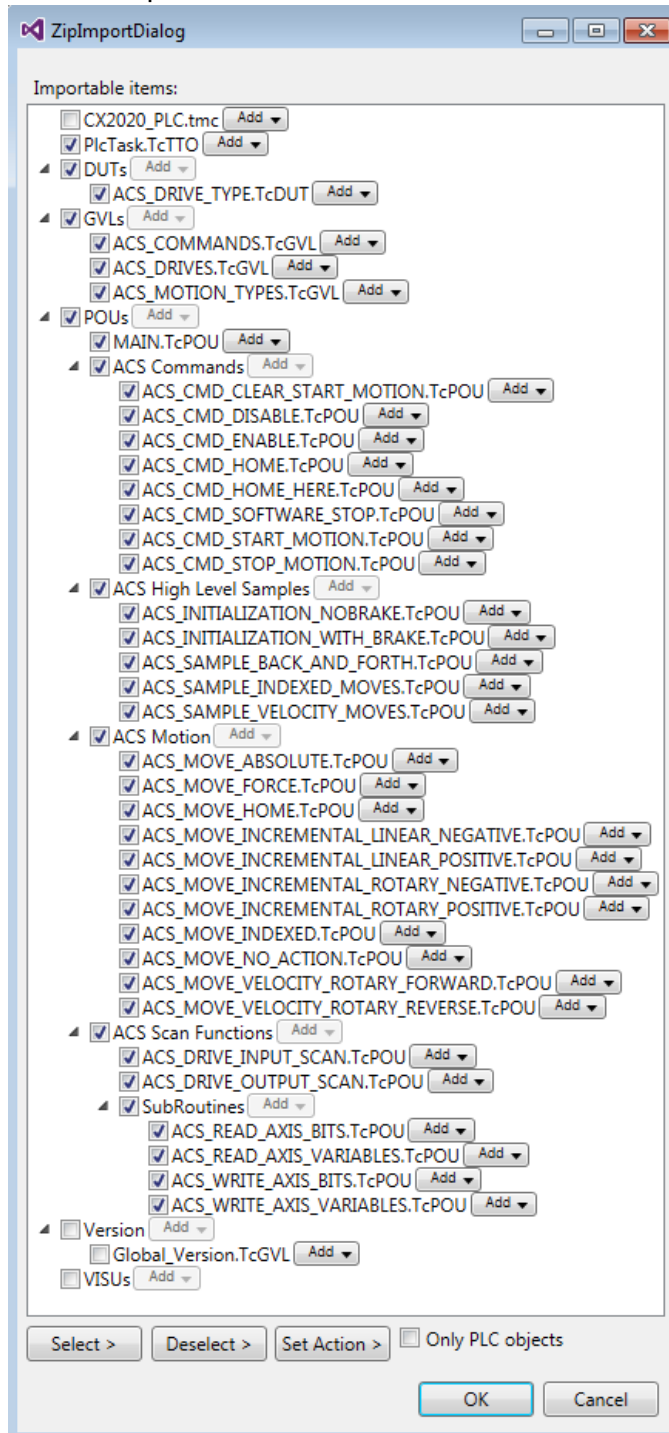 ZipImportDialog
Importable items:
CX2020_PLC.tmc Add
PlcTask.TcTTO Add
DUTs Add
ACS_DRIVE_TYPE.TcDUT Add
GVLs Add
ACS_COMMANDS.TcGVL Add
ACS_DRIVES.TcGVL Add
ACS_MOTION_TYPES.TcGVL Add
POUs Add
MAIN.TcPOU Add
ACS Commands Add
ACS_CMD_CLEAR_START_MOTION.TcPOU Add
ACS_CMD_DISABLE.TcPOU Add
ACS_CMD_ENABLE.TcPOU Add
ACS_CMD_HOME.TcPOU Add
ACS_CMD_HOME_HERE.TcPOU Add
ACS_CMD_SOFTWARE_STOP.TcPOU Add
ACS_CMD_START_MOTION.TcPOU Add
ACS_CMD_STOP_MOTION.TcPOU Add
ACS High Level Samples Add
ACS_INITIALIZATION_NOBRAKE.TcPOU Add
ACS_INITIALIZATION_WITH_BRAKE.TcPOU Add
ACS_SAMPLE_BACK_AND_FORTH.TcPOU Add
ACS_SAMPLE_INDEXED_MOVES.TcPOU Add
ACS_SAMPLE_VELOCITY_MOVES.TcPOU Add
ACS Motion Add
ACS_MOVE_ABSOLUTE.TcPOU Add
ACS_MOVE_FORCE.TcPOU Add
ACS_MOVE_HOME.TcPOU Add
ACS_MOVE_INCREMENTAL_LINEAR_NEGATIVE.TcPOU Add
ACS_MOVE_INCREMENTAL_LINEAR_POSITIVE.TcPOU Add
ACS_MOVE_INCREMENTAL_ROTARY_NEGATIVE.TcPOU Add
ACS_MOVE_INCREMENTAL_ROTARY_POSITIVE.TcPOU Add
ACS_MOVE_INDEXED.TcPOU Add
ACS_MOVE_NO_ACTION.TcPOU Add
ACS_MOVE_VELOCITY_ROTARY_FORWARD.TcPOU Add
ACS_MOVE_VELOCITY_ROTARY_REVERSE.TcPOU Add
ACS Scan Functions Add
ACS_DRIVE_INPUT_SCAN.TcPOU Add
ACS_DRIVE_OUTPUT_SCAN.TcPOU Add
SubRoutines Add
ACS_READ_AXIS_BITS.TcPOU Add
ACS_READ_AXIS_VARIABLES.TcPOU Add
ACS_WRITE_AXIS_BITS.TcPOU Add
ACS_WRITE_AXIS_VARIABLES.TcPOU Add
Version Add
Global_Version.TcGVL Add
VISUs Add
Select > Deselect > Set Action > Only PLC objects
OK Cancel